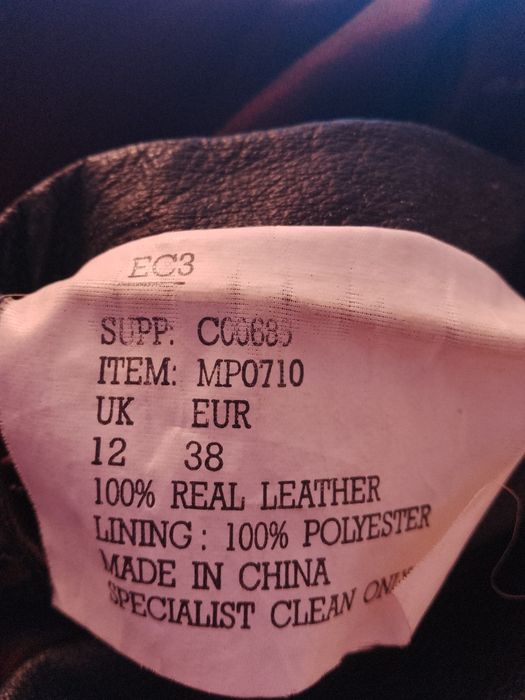 EC3
SUPP:
ITEM: MP0710
UK EUR
12 38
100% REAL LEATHER
LINING : 100% POLYESTER
MADE IN CHINA
SPECIALIST CLEAN ONLY